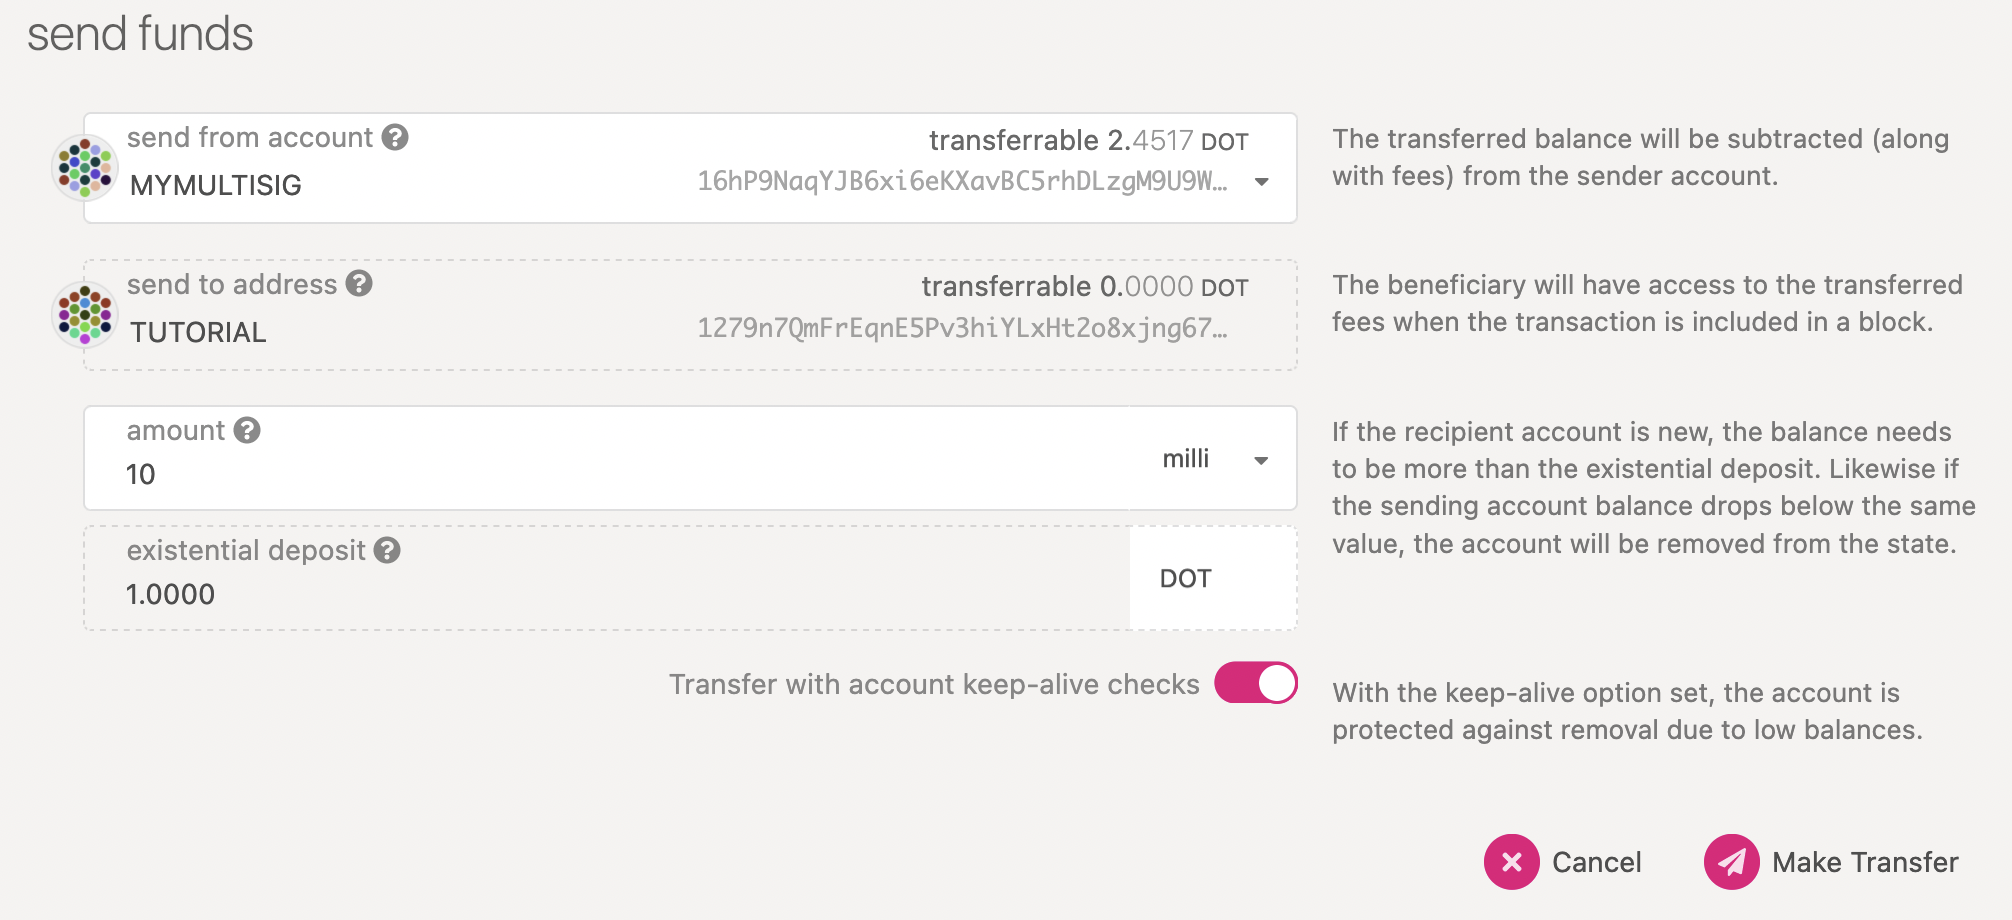 send funds
send from account
transferrable 2.4517 DOT
MYMULTISIG
16hP9NaqYJB6xi6eKXavBC5rhDLzgM9U9W…
The transferred balance will be subtracted (along
with fees) from the sender account.
send to address
transferrable 0.0000 DOT
TUTORIAL
1279n7QmFrEqnE5Pv3hiYLxHt2o8xjng67…
The beneficiary will have access to the transferred
fees when the transaction is included in a block.
amount
10
milli
If the recipient account is new, the balance needs
to be more than the existential deposit. Likewise if
the sending account balance drops below the same
value, the account will be removed from the state.
existential deposit
1.0000
DOT
Transfer with account keep-alive checks
With the keep-alive option set, the account is
protected against removal due to low balances.
Cancel
Make Transfer